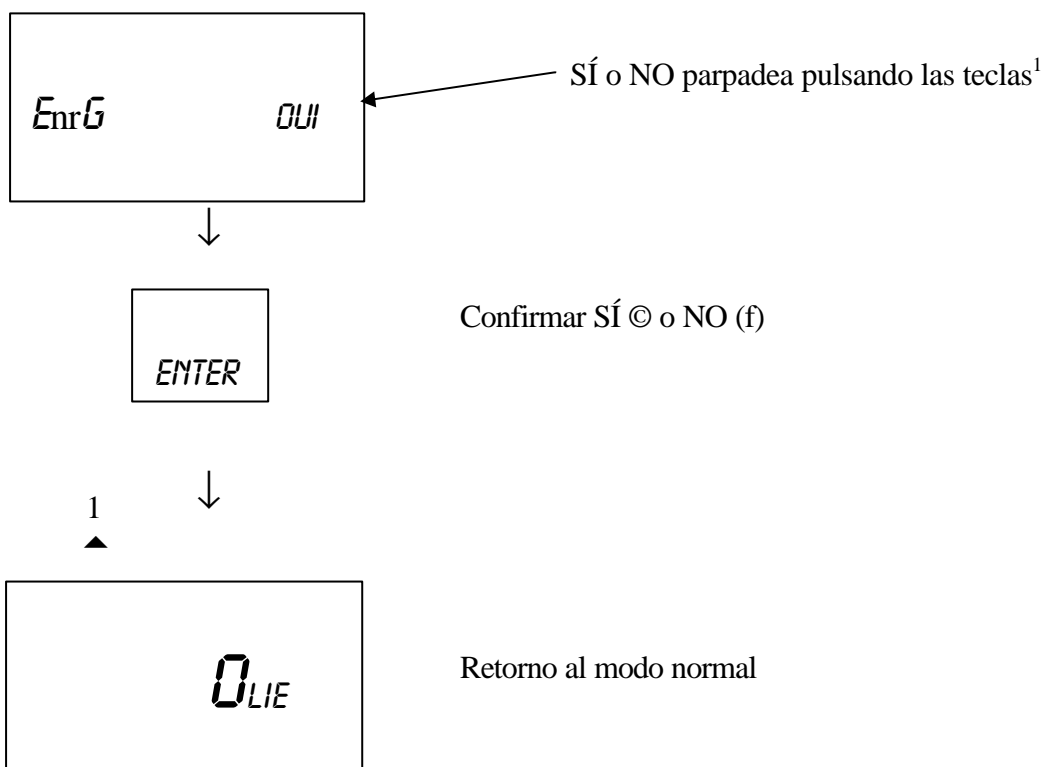 SÍ o NO parpadea pulsando las teclas¹
EnrG OUI
↓
Confirmar SÍ © o NO (f)
ENTER
↓
1
▲
0LIE
Retorno al modo normal